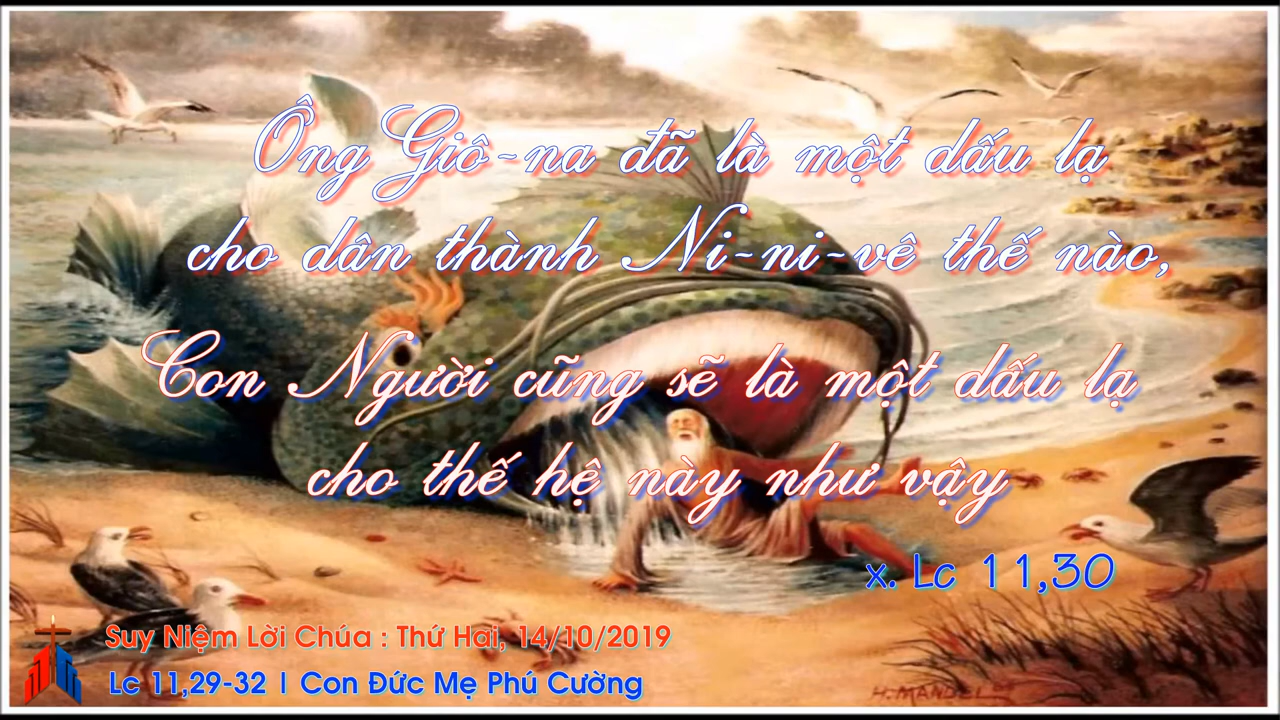 Ông Giô-na đã là một dấu lạ
cho dân thành Ni-ni-vê thế nào,
Con Người cũng sẽ là một dấu lạ
cho thế hệ này như vậy
x. Lc 11,30
Suy Niệm Lời Chúa : Thứ Hai, 14/10/2019
Lc 11,29-32 | Con Đức Mẹ Phú Cường